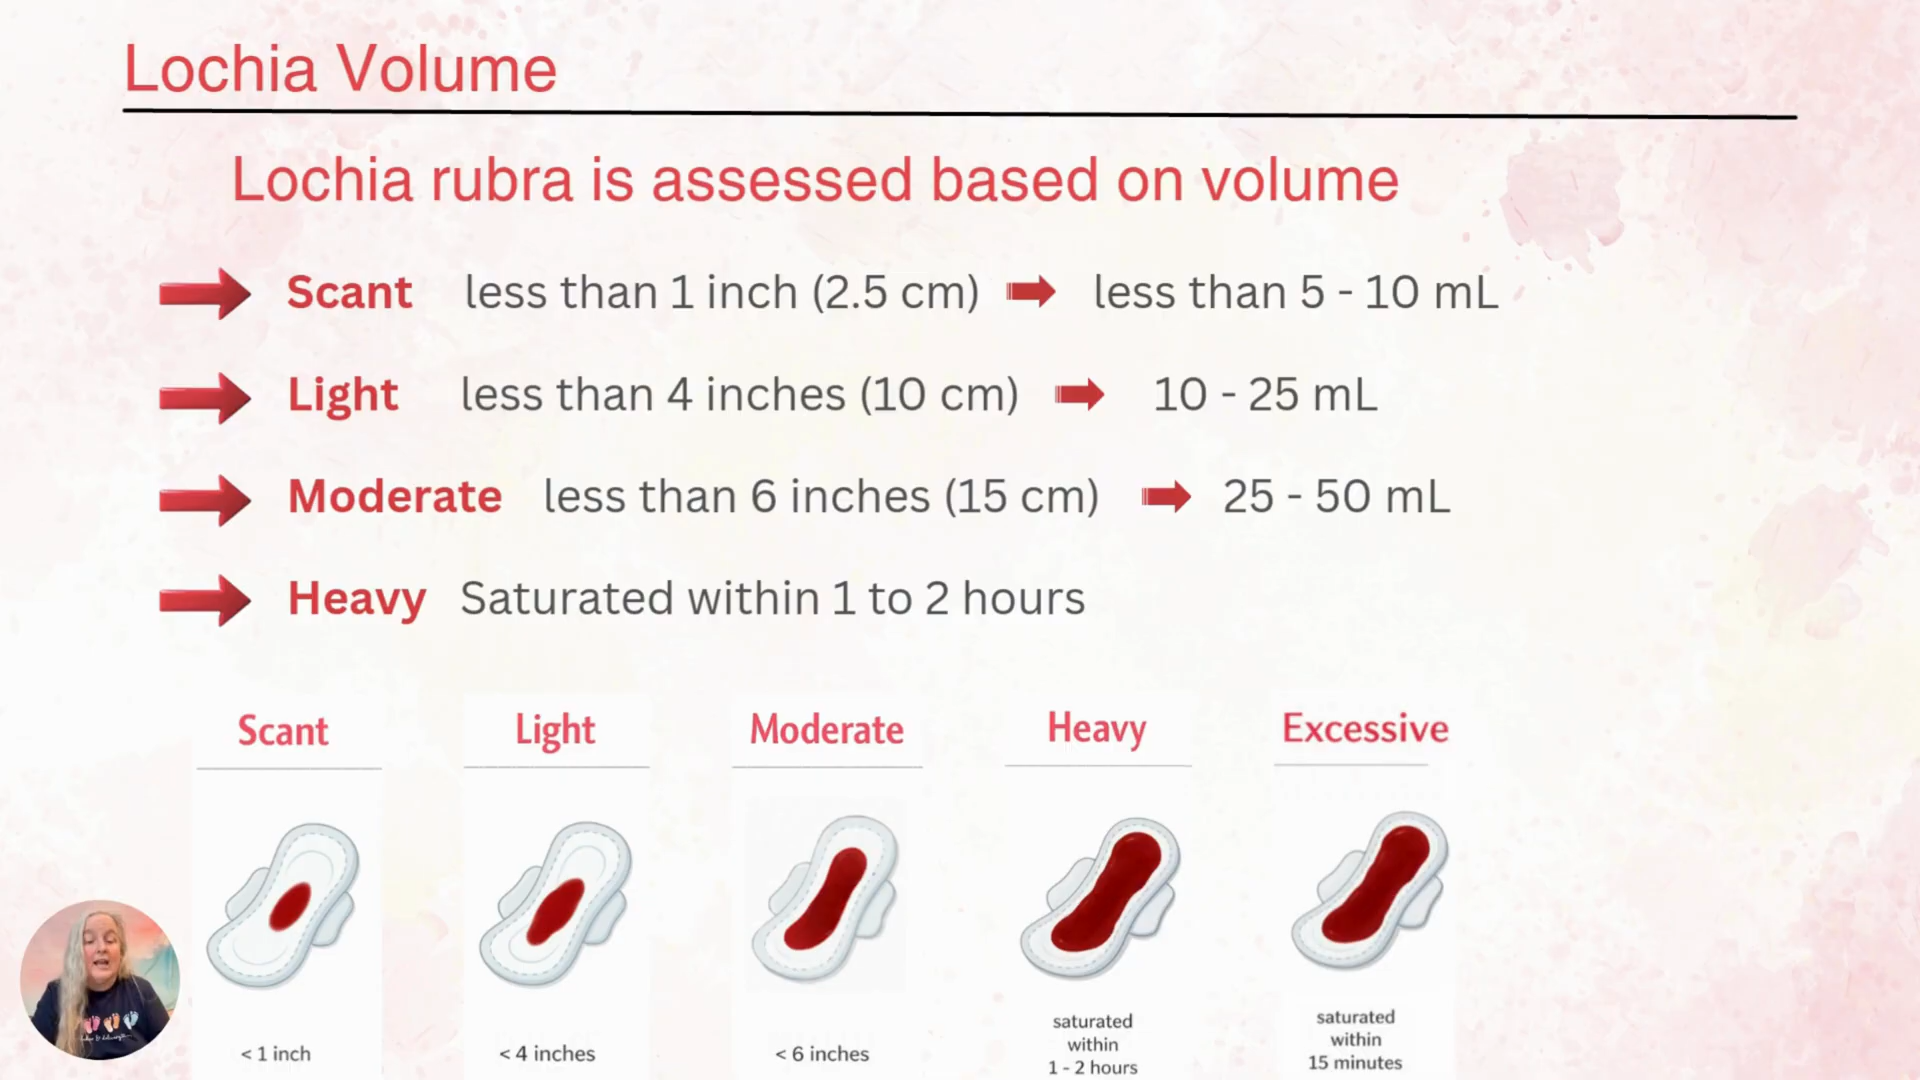 Lochia Volume
Lochia rubra is assessed based on volume
Scant less than 1 inch (2.5 cm) less than 5 - 10 mL
Light less than 4 inches (10 cm) 10 - 25 mL
Moderate less than 6 inches (15 cm) 25 - 50 mL
Heavy Saturated within 1 to 2 hours
Scant
< 1 inch
Light
< 4 inches
Moderate
< 6 inches
Heavy
saturated
within
1 - 2 hours
Excessive
saturated
within
15 minutes